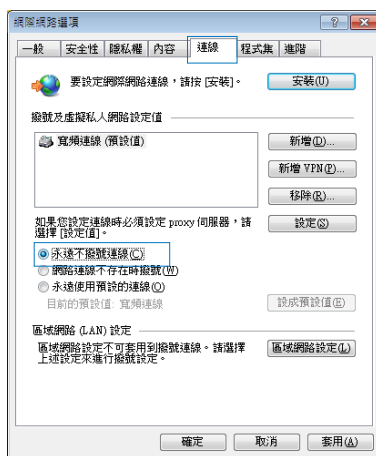 網際網路選項
一般 安全性 隱私權 內容 連線 程式集 進階
要設定網際網路連線，請按 [安裝]。 安裝(U)
撥號及虛擬私人網路設定值
寬頻連線 (預設值) 新增(D)...
新增 VPN(P)...
移除(R)...
如果您設定連線時必須設定 proxy 伺服器，請 設定(S)
選擇 [設定值]。
永遠不撥號連線(C)
網路連線不存在時撥號(W)
永遠使用預設的連線(O)
目前的預設值: 寬頻連線 設成預設值(E)
區域網路 (LAN) 設定
區域網路設定不可套用到撥號連線。請選擇 區域網路設定(L)
上述設定來進行撥號設定。
確定 取消 套用(A)